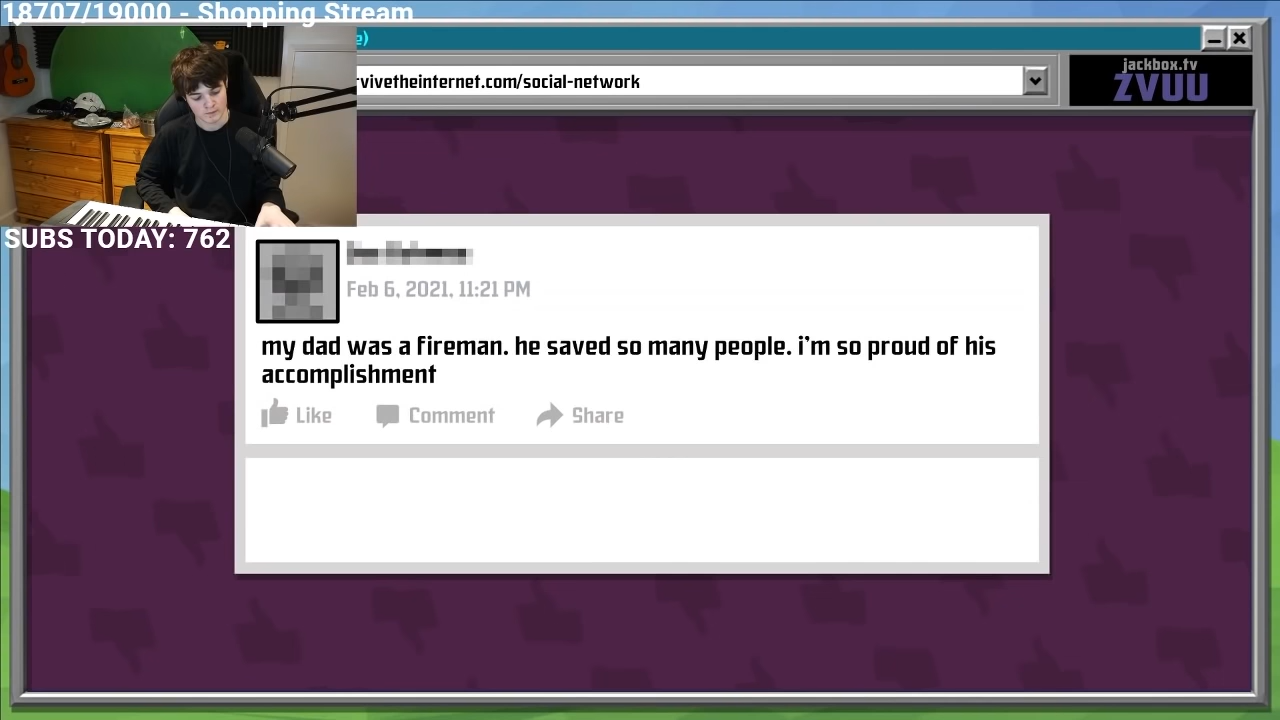 18707/19000 - Shopping Stream
e)
rvivetheinternet.com/social-network
jackbox.tv
ZVUU
SUBS TODAY: 762
Feb 6, 2021, 11:21 PM
my dad was a fireman. he saved so many people. i'm so proud of his
accomplishment
Like Comment Share